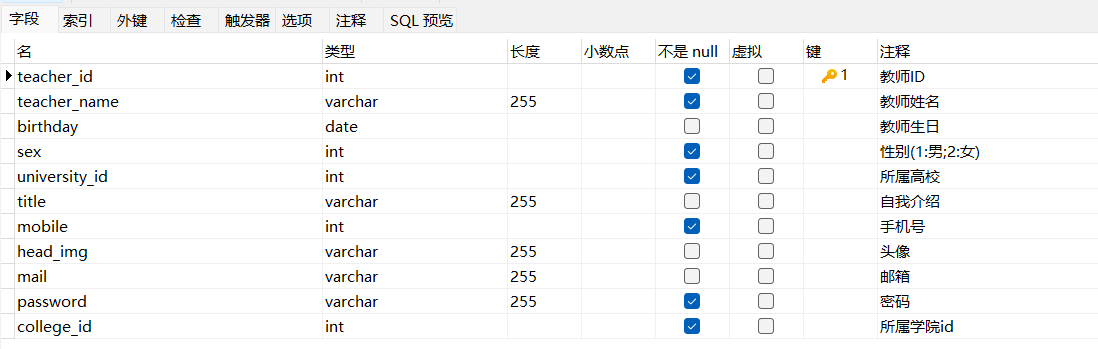 字段 索引 外键 检查 触发器 选项 注释 SQL 预览
名 类型 长度 小数点 不是 null 虚拟 键 注释
teacher_id int 1 教师ID
teacher_name varchar 255 教师姓名
birthday date 教师生日
sex int 性别(1:男;2:女)
university_id int 所属高校
title varchar 255 自我介绍
mobile int 手机号
head_img varchar 255 头像
mail varchar 255 邮箱
password varchar 255 密码
college_id int 所属学院id